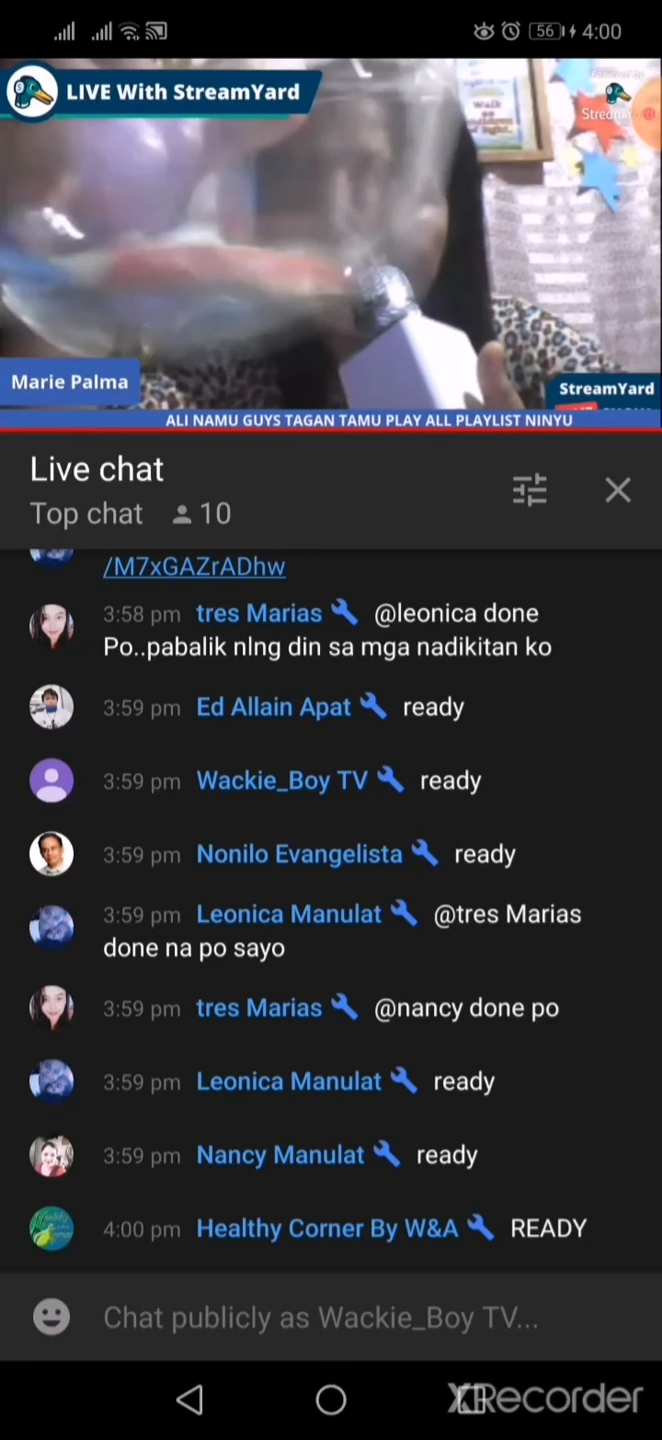 56 4:00
LIVE With StreamYard
Powered by
Walk
light.
Marie Palma
StreamYard
ALI NAMU GUYS TAGAN TAMU PLAY ALL PLAYLIST NINYU
Live chat
Top chat 10
/M7xGAZrADhw
3:58 pm tres Marias @leonica done
Po..pabalik nlng din sa mga nadikitan ko
3:59 pm Ed Allain Apat ready
3:59 pm Wackie_Boy TV ready
3:59 pm Nonilo Evangelista ready
3:59 pm Leonica Manulat @tres Marias
done na po sayo
3:59 pm tres Marias @nancy done po
3:59 pm Leonica Manulat ready
3:59 pm Nancy Manulat ready
4:00 pm Healthy Corner By W&A READY
Chat publicly as Wackie_Boy TV...
XRecorder